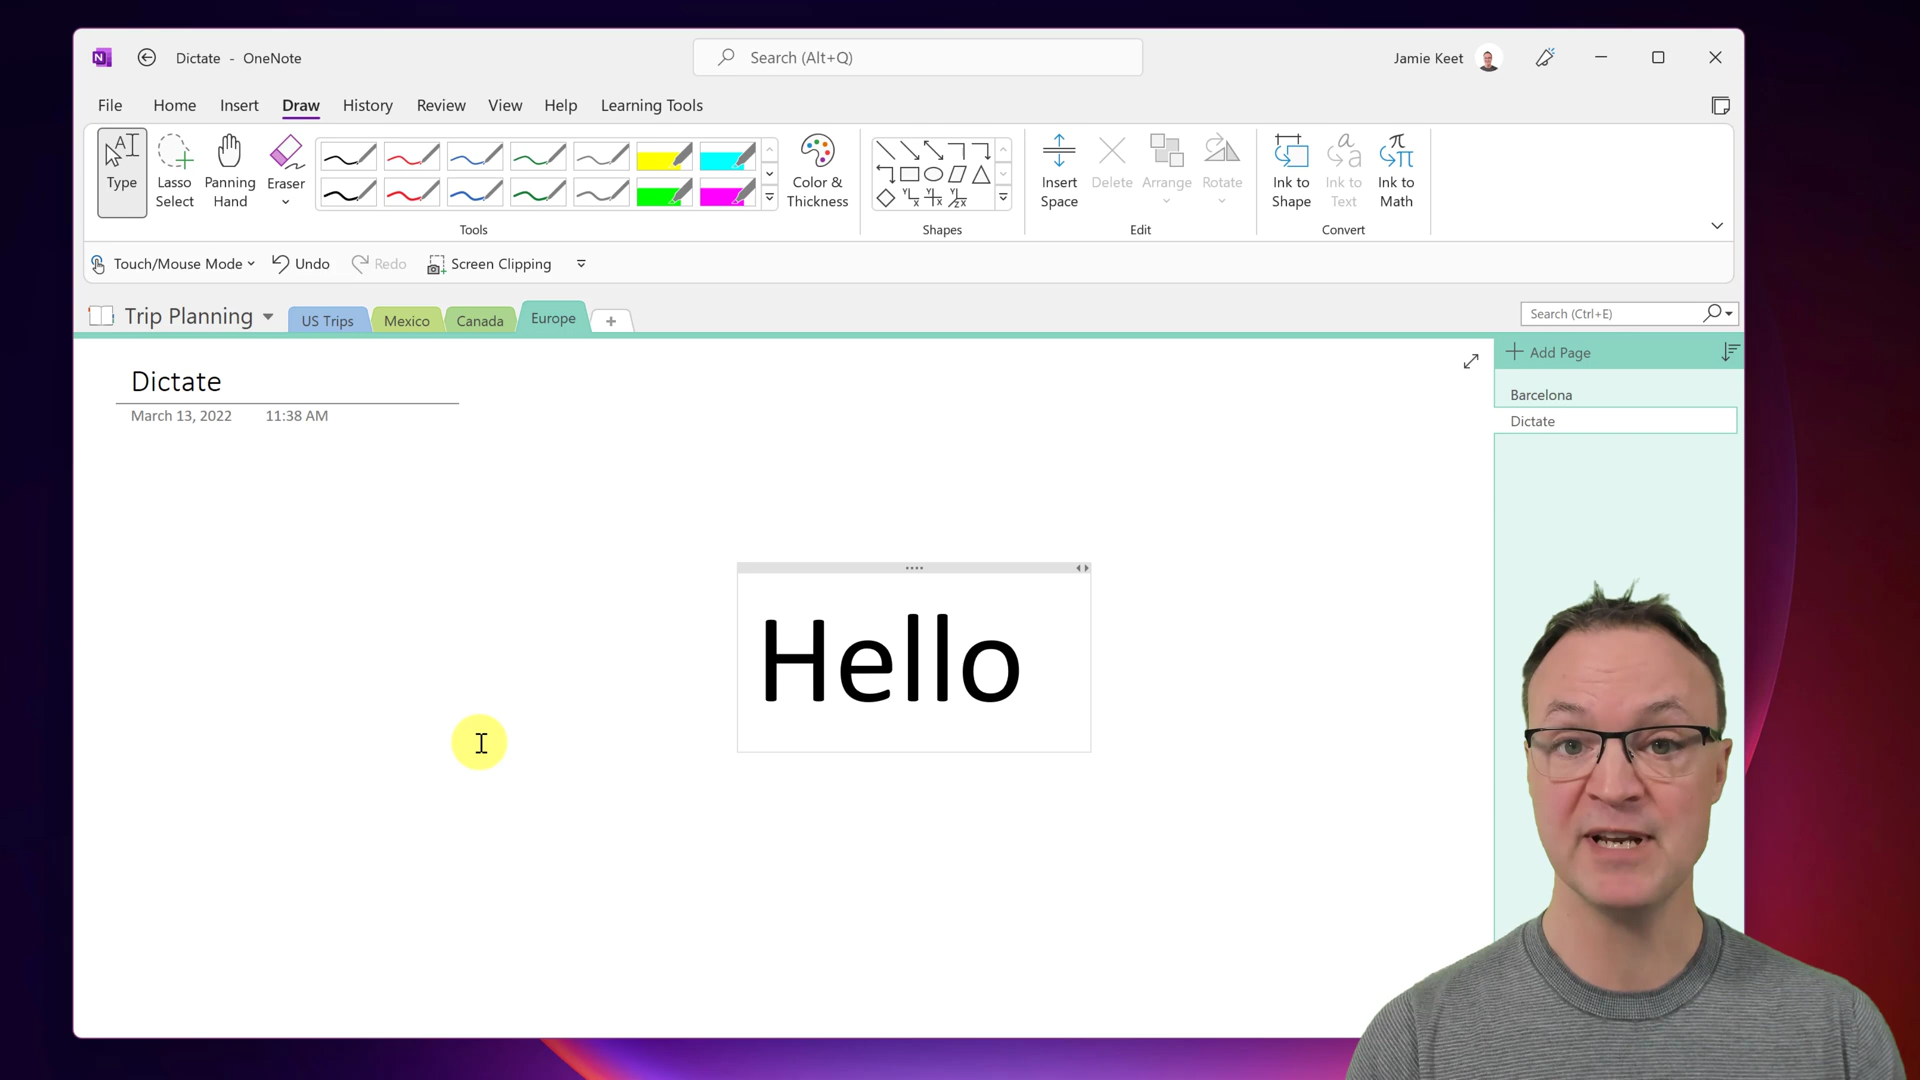 Dictate - OneNote
Search (Alt+Q)
Jamie Keet
File Home Insert Draw History Review View Help Learning Tools
Type
Lasso Select
Panning Hand
Eraser
Color & Thickness
Insert Space
Delete
Arrange
Rotate
Ink to Shape
Ink to Text
Ink to Math
Tools Shapes Edit Convert
Touch/Mouse Mode Undo Redo Screen Clipping
Trip Planning US Trips Mexico Canada Europe +
Search (Ctrl+E)
Add Page
Dictate
March 13, 2022 11:38 AM
Barcelona
Dictate
Hello